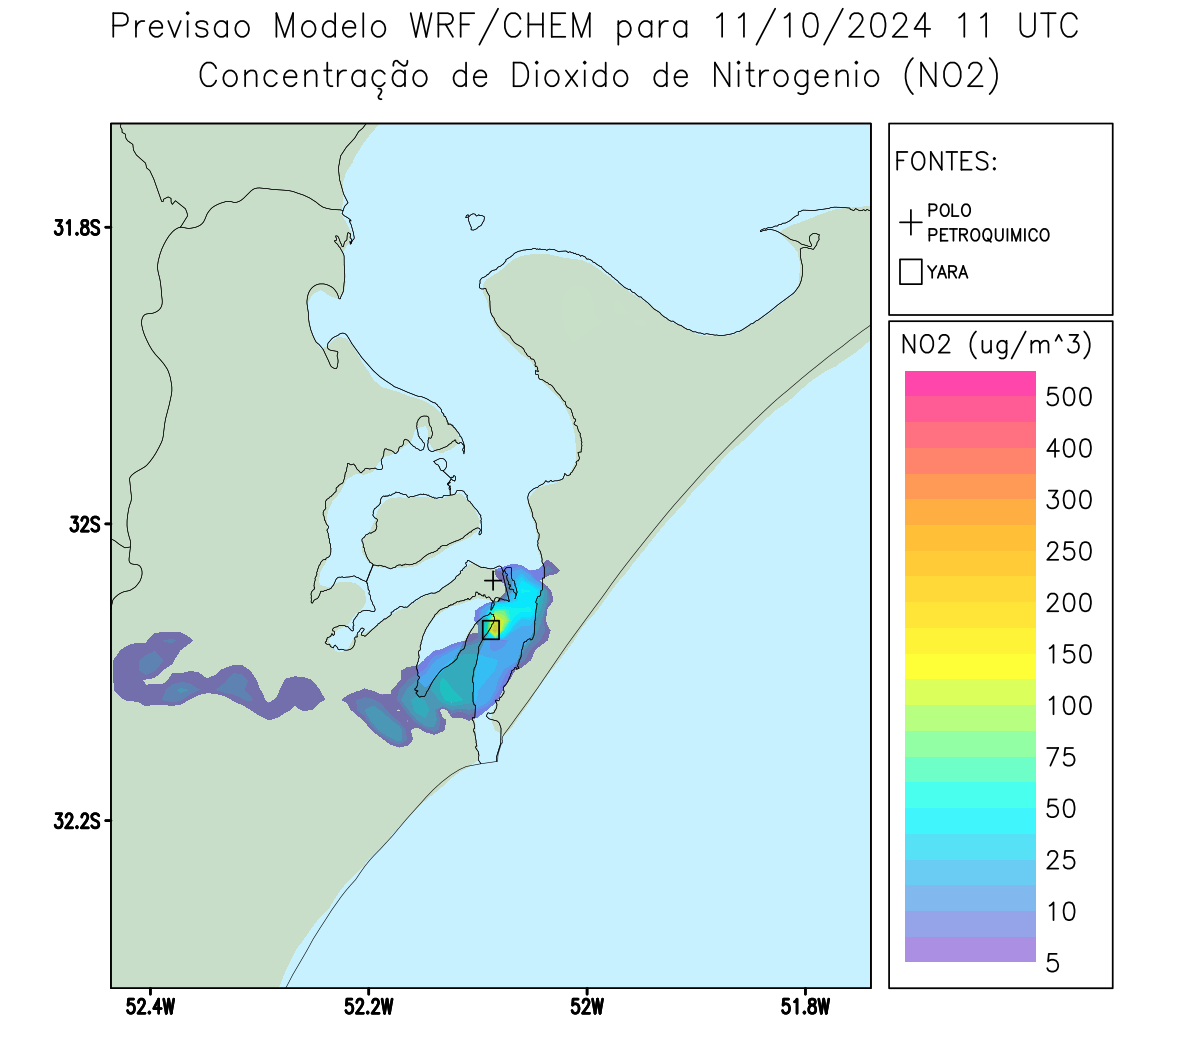 Previsao Modelo WRF/CHEM para 11/10/2024 11 UTC
Concentração de Dioxido de Nitrogenio (NO2)
FONTES:
POLO
PETROQUIMICO
YARA
NO2 (ug/m^3)
500
400
300
250
200
150
100
75
50
25
10
5
31.8S
32S
32.2S
52.4W
52.2W
52W
51.8W